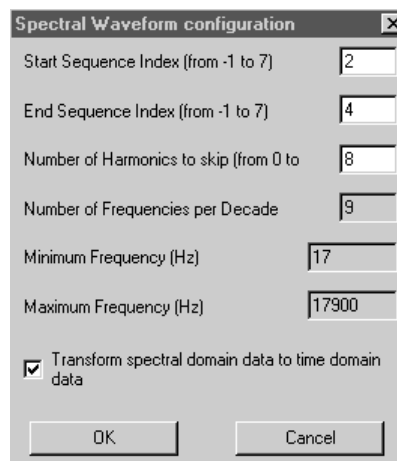 Spectral Waveform configuration
Start Sequence Index (from -1 to 7) 2
End Sequence Index (from -1 to 7) 4
Number of Harmonics to skip (from 0 to 8
Number of Frequencies per Decade 9
Minimum Frequency (Hz) 17
Maximum Frequency (Hz) 17900
Transform spectral domain data to time domain
data
OK Cancel